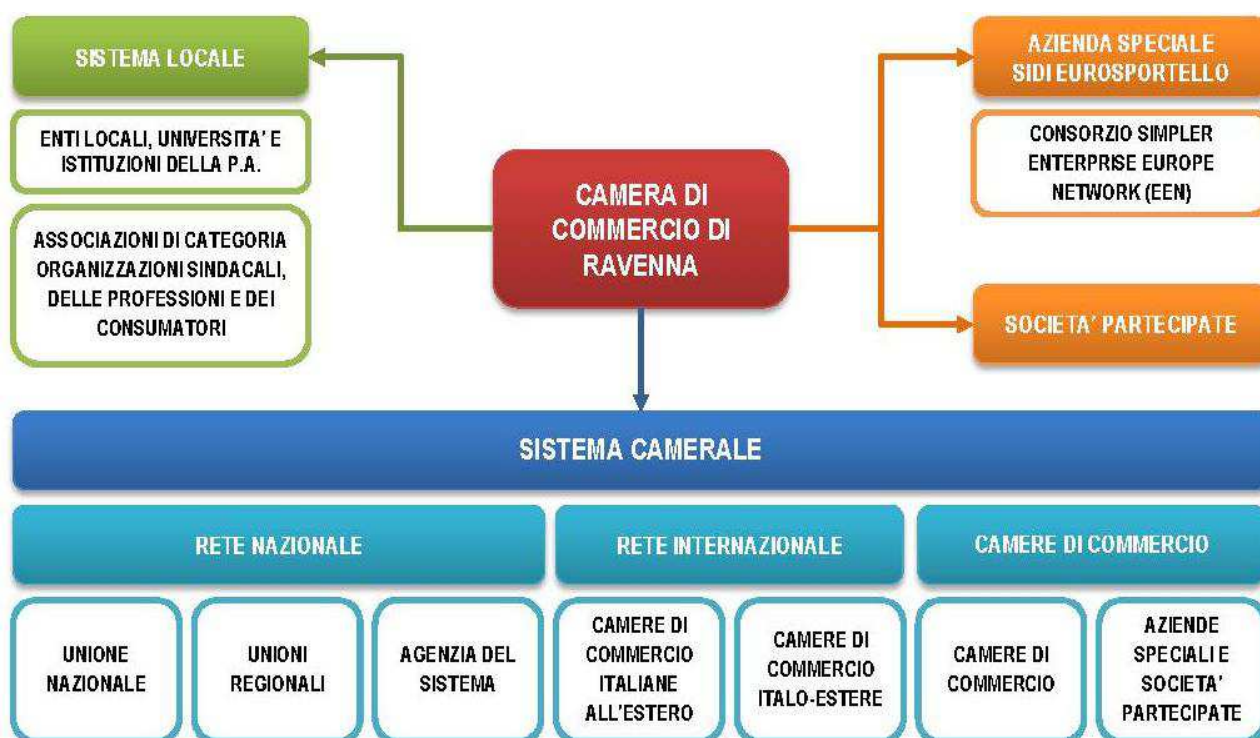 SISTEMA LOCALE
ENTI LOCALI, UNIVERSITA' E
ISTITUZIONI DELLA P.A.
ASSOCIAZIONI DI CATEGORIA
ORGANIZZAZIONI SINDACALI,
DELLE PROFESSIONI E DEI
CONSUMATORI
CAMERA DI
COMMERCIO DI
RAVENNA
AZIENDA SPECIALE
SIDI EUROSPORTELLO
CONSORZIO SIMPLER
ENTERPRISE EUROPE
NETWORK (EEN)
SOCIETA' PARTECIPATE
SISTEMA CAMERALE
RETE NAZIONALE
UNIONE
NAZIONALE
UNIONI
REGIONALI
AGENZIA DEL
SISTEMA
RETE INTERNAZIONALE
CAMERE DI
COMMERCIO
ITALIANE
ALL'ESTERO
CAMERE DI
COMMERCIO
ITALO-ESTERE
CAMERE DI COMMERCIO
CAMERE DI
COMMERCIO
AZIENDE
SPECIALI E
SOCIETA'
PARTECIPATE